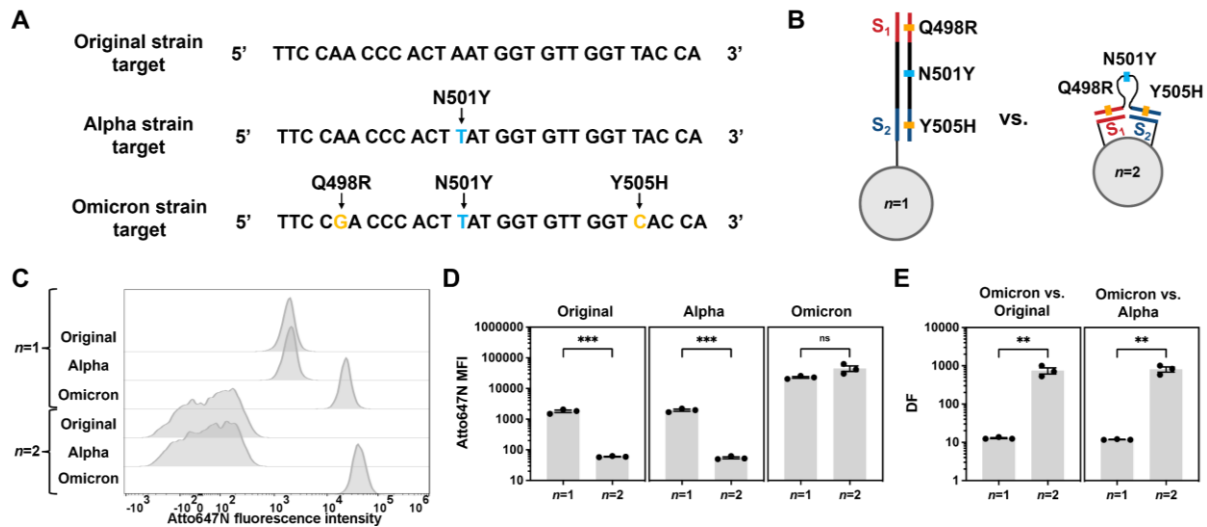 A
Original strain
target
5’ TTC CAA CCC ACT AAT GGT GTT GGT TAC CA 3’
N501Y
Alpha strain
target
5’ TTC CAA CCC ACT TAT GGT GTT GGT TAC CA 3’
Q498R N501Y Y505H
Omicron strain
target
5’ TTC CGA CCC ACT TAT GGT GTT GGT CAC CA 3’
B
S1
Q498R
N501Y
S2
Y505H
n=1
vs.
N501Y
Q498R
Y505H
S1 S2
n=2
C
n=1
Original
Alpha
Omicron
n=2
Original
Alpha
Omicron
-10^3 10^2 10^3 10^4 10^5 10^6
Atto647N fluorescence intensity
D
Original Alpha Omicron
Atto647N MFI
1000000
100000
10000
1000
100
10
*** *** ns
n=1 n=2 n=1 n=2 n=1 n=2
E
Omicron vs.
Original
Omicron vs.
Alpha
DF
10000
1000
100
10
1
** **
n=1 n=2 n=1 n=2